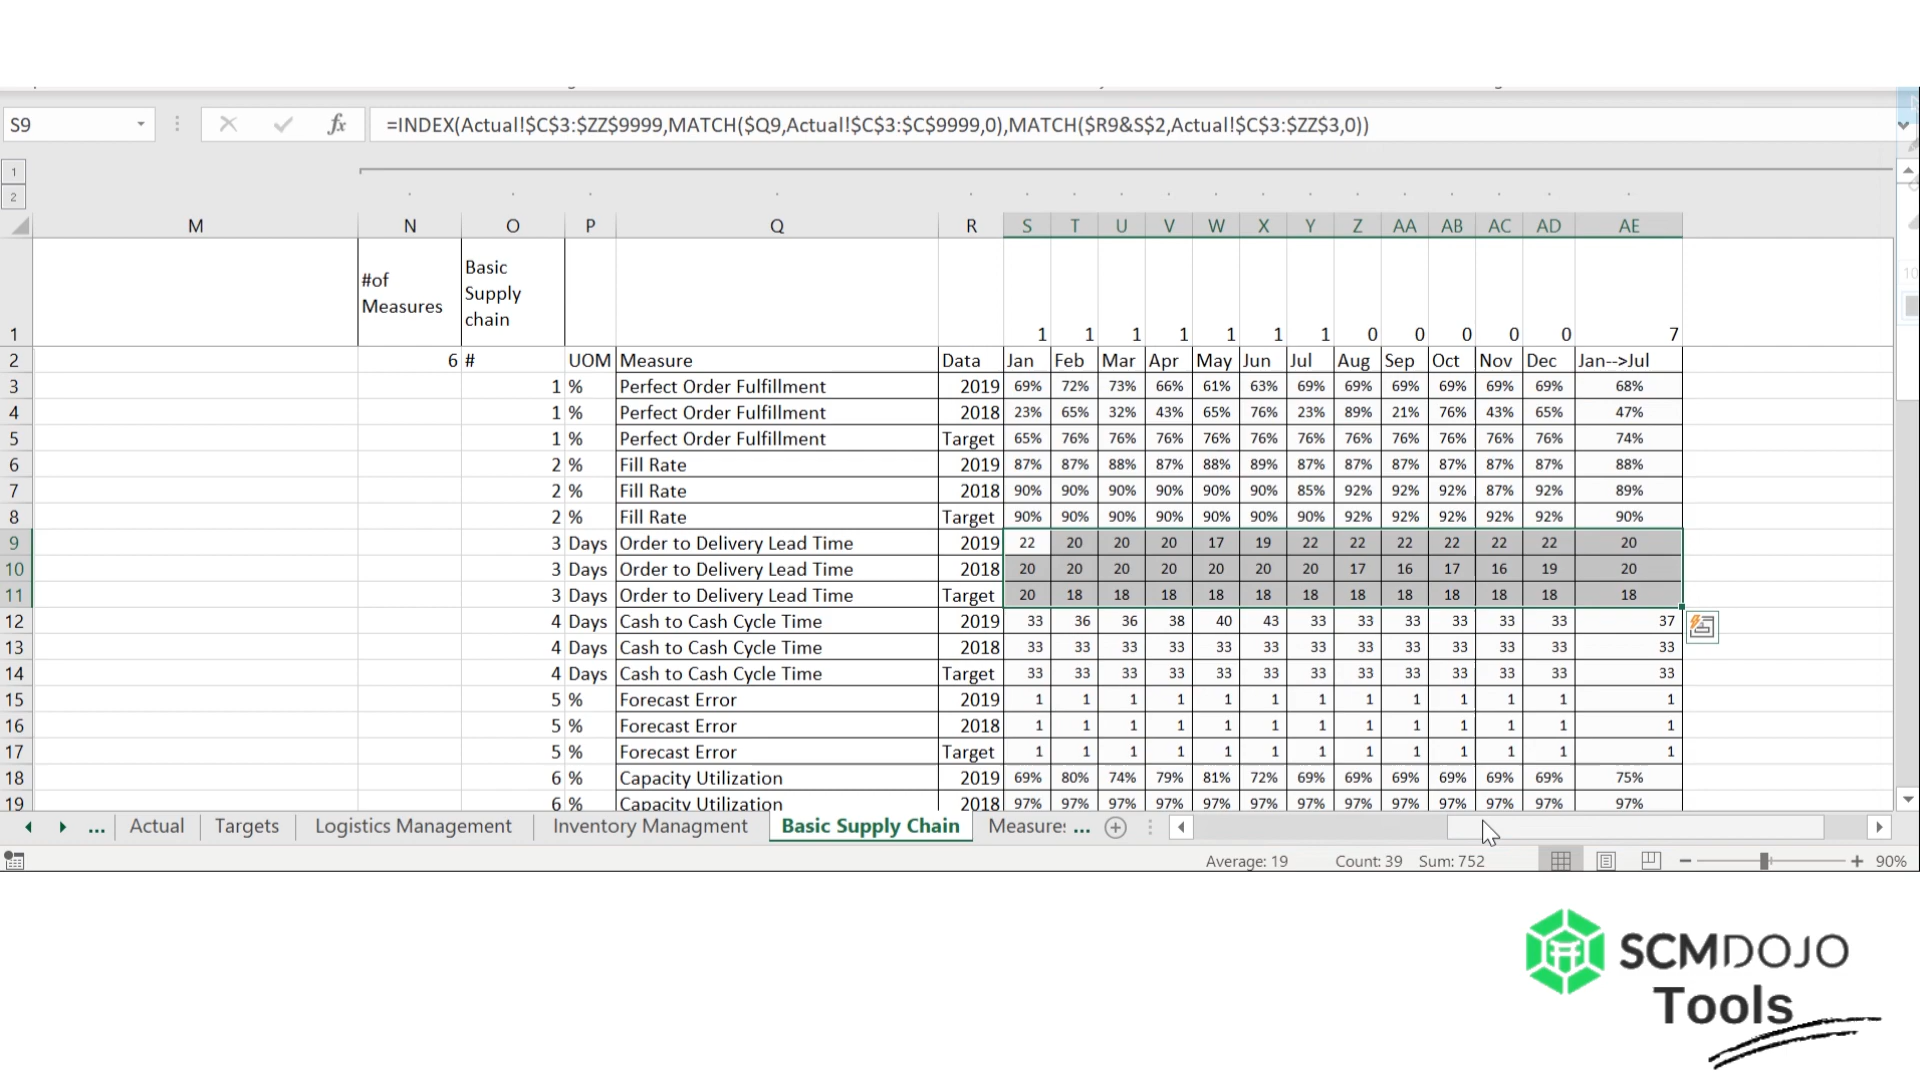 S9 fx =INDEX(Actual!$C$3:$ZZ$9999,MATCH($Q9,Actual!$C$3:$C$9999,0),MATCH($R9&S$2,Actual!$C$3:$ZZ$3,0))
1
2
M N O P Q R S T U V W X Y Z AA AB AC AD AE
1 #of Measures Basic Supply chain 1 1 1 1 1 1 1 0 0 0 0 0 7
2 6 # UOM Measure Data Jan Feb Mar Apr May Jun Jul Aug Sep Oct Nov Dec Jan-->Jul
3 1 % Perfect Order Fulfillment 2019 69% 72% 73% 66% 61% 63% 69% 69% 69% 69% 69% 69% 68%
4 1 % Perfect Order Fulfillment 2018 23% 65% 32% 43% 65% 76% 23% 89% 21% 76% 43% 65% 47%
5 1 % Perfect Order Fulfillment Target 65% 76% 76% 76% 76% 76% 76% 76% 76% 76% 76% 76% 74%
6 2 % Fill Rate 2019 87% 87% 88% 87% 88% 89% 87% 87% 87% 87% 87% 87% 88%
7 2 % Fill Rate 2018 90% 90% 90% 90% 90% 90% 85% 92% 92% 92% 87% 92% 89%
8 2 % Fill Rate Target 90% 90% 90% 90% 90% 90% 90% 92% 92% 92% 92% 92% 90%
9 3 Days Order to Delivery Lead Time 2019 22 20 20 20 17 19 22 22 22 22 22 22 20
10 3 Days Order to Delivery Lead Time 2018 20 20 20 20 20 20 20 17 16 17 16 19 20
11 3 Days Order to Delivery Lead Time Target 20 18 18 18 18 18 18 18 18 18 18 18 18
12 4 Days Cash to Cash Cycle Time 2019 33 36 36 38 40 43 33 33 33 33 33 33 37
13 4 Days Cash to Cash Cycle Time 2018 33 33 33 33 33 33 33 33 33 33 33 33 33
14 4 Days Cash to Cash Cycle Time Target 33 33 33 33 33 33 33 33 33 33 33 33 33
15 5 % Forecast Error 2019 1 1 1 1 1 1 1 1 1 1 1 1 1
16 5 % Forecast Error 2018 1 1 1 1 1 1 1 1 1 1 1 1 1
17 5 % Forecast Error Target 1 1 1 1 1 1 1 1 1 1 1 1 1
18 6 % Capacity Utilization 2019 69% 80% 74% 79% 81% 72% 69% 69% 69% 69% 69% 69% 75%
19 6 % Capacity Utilization 2018 97% 97% 97% 97% 97% 97% 97% 97% 97% 97% 97% 97% 97%
... Actual Targets Logistics Management Inventory Managment Basic Supply Chain Measure: ...
Average: 19 Count: 39 Sum: 752 90%
SCMDOJO
Tools